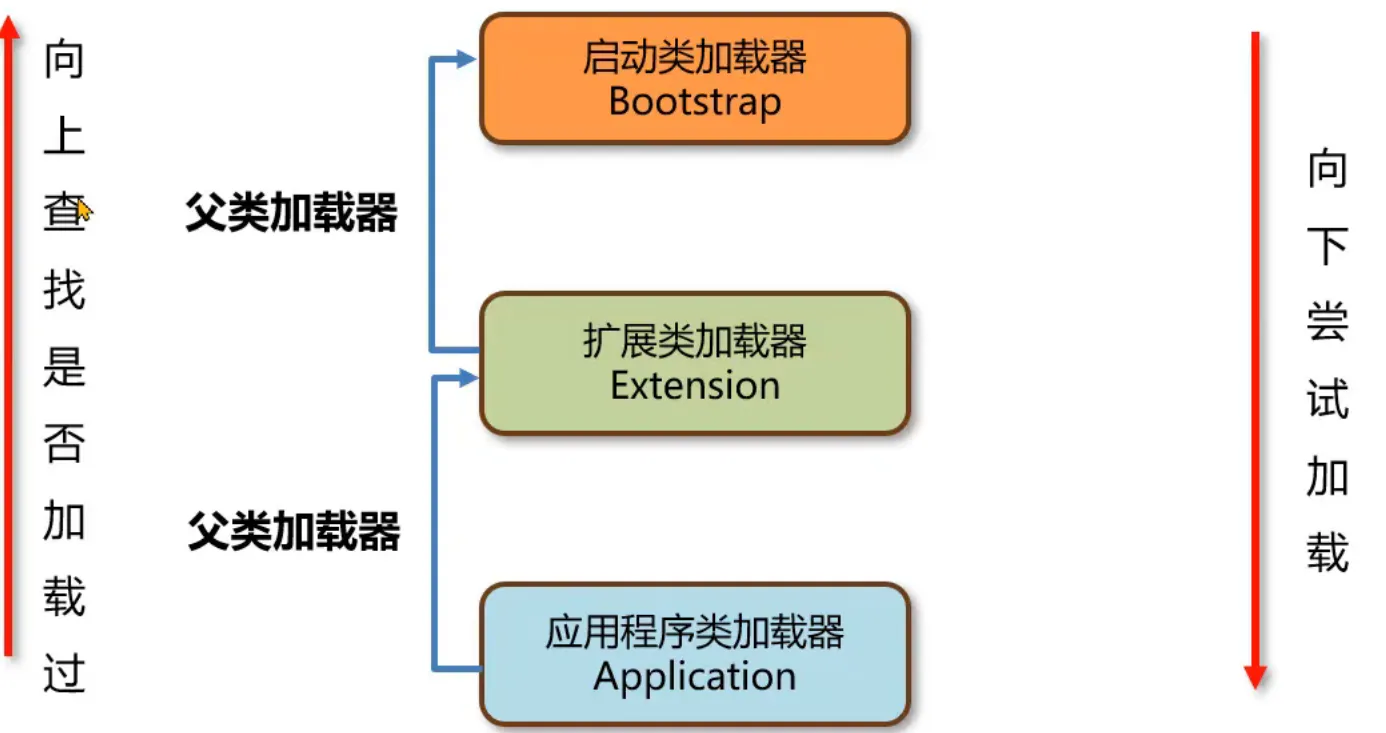 向上查找是否加载过
启动类加载器
Bootstrap
父类加载器
扩展类加载器
Extension
父类加载器
应用程序类加载器
Application
向下尝试加载